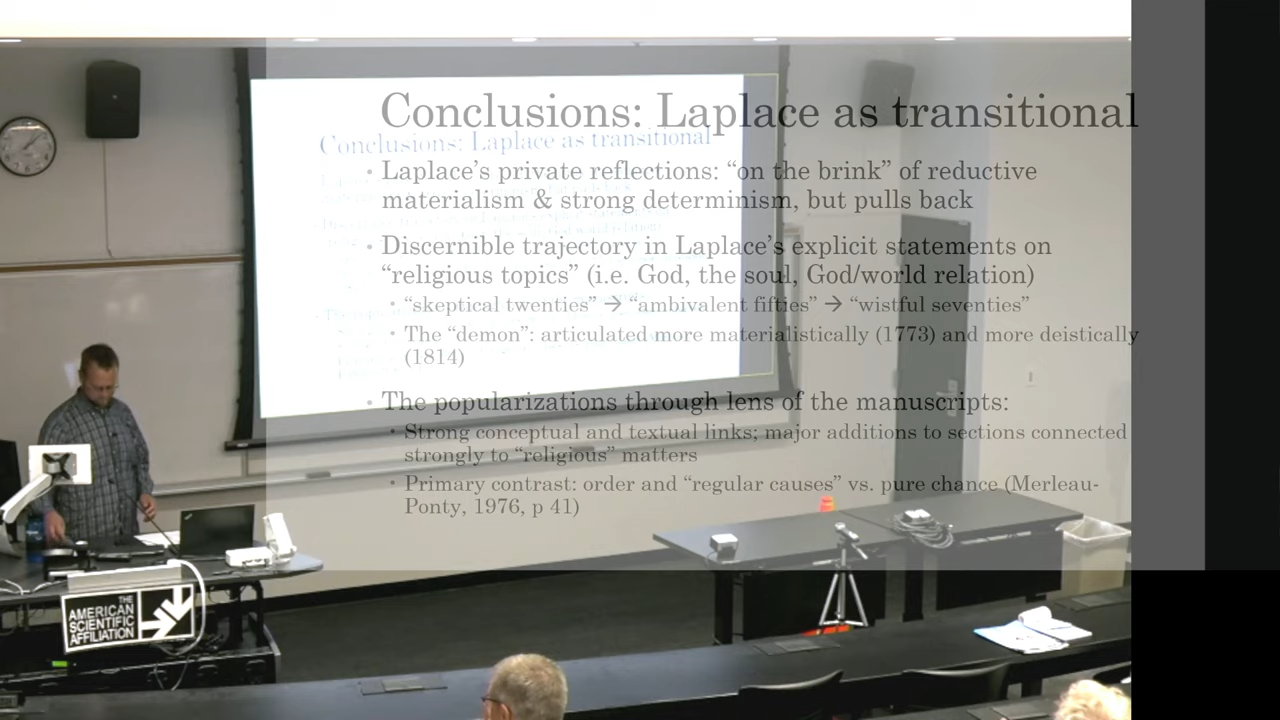 Conclusions: Laplace as transitional
• Laplace’s private reflections: “on the brink” of reductive
materialism & strong determinism, but pulls back
• Discernible trajectory in Laplace’s explicit statements on
“religious topics” (i.e. God, the soul, God/world relation)
• “skeptical twenties” → “ambivalent fifties” → “wistful seventies”
• The “demon”: articulated more materialistically (1773) and more deistically
(1814)
• The popularizations through lens of the manuscripts:
• Strong conceptual and textual links; major additions to sections connected
strongly to “religious” matters
• Primary contrast: order and “regular causes” vs. pure chance (Merleau-
Ponty, 1976, p 41)
Conclusions: Laplace as transitional
THE
AMERICAN
SCIENTIFIC
AFFILIATION